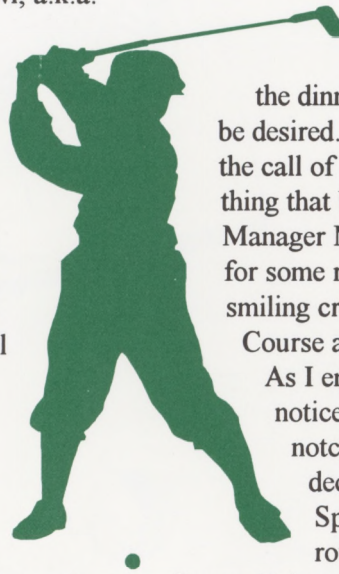 a.k.a.
l
the dinn
be desired.
the call of
thing that
Manager
for some
smiling cr
Course a
As I en
notice
notc
dec
Sp
ro